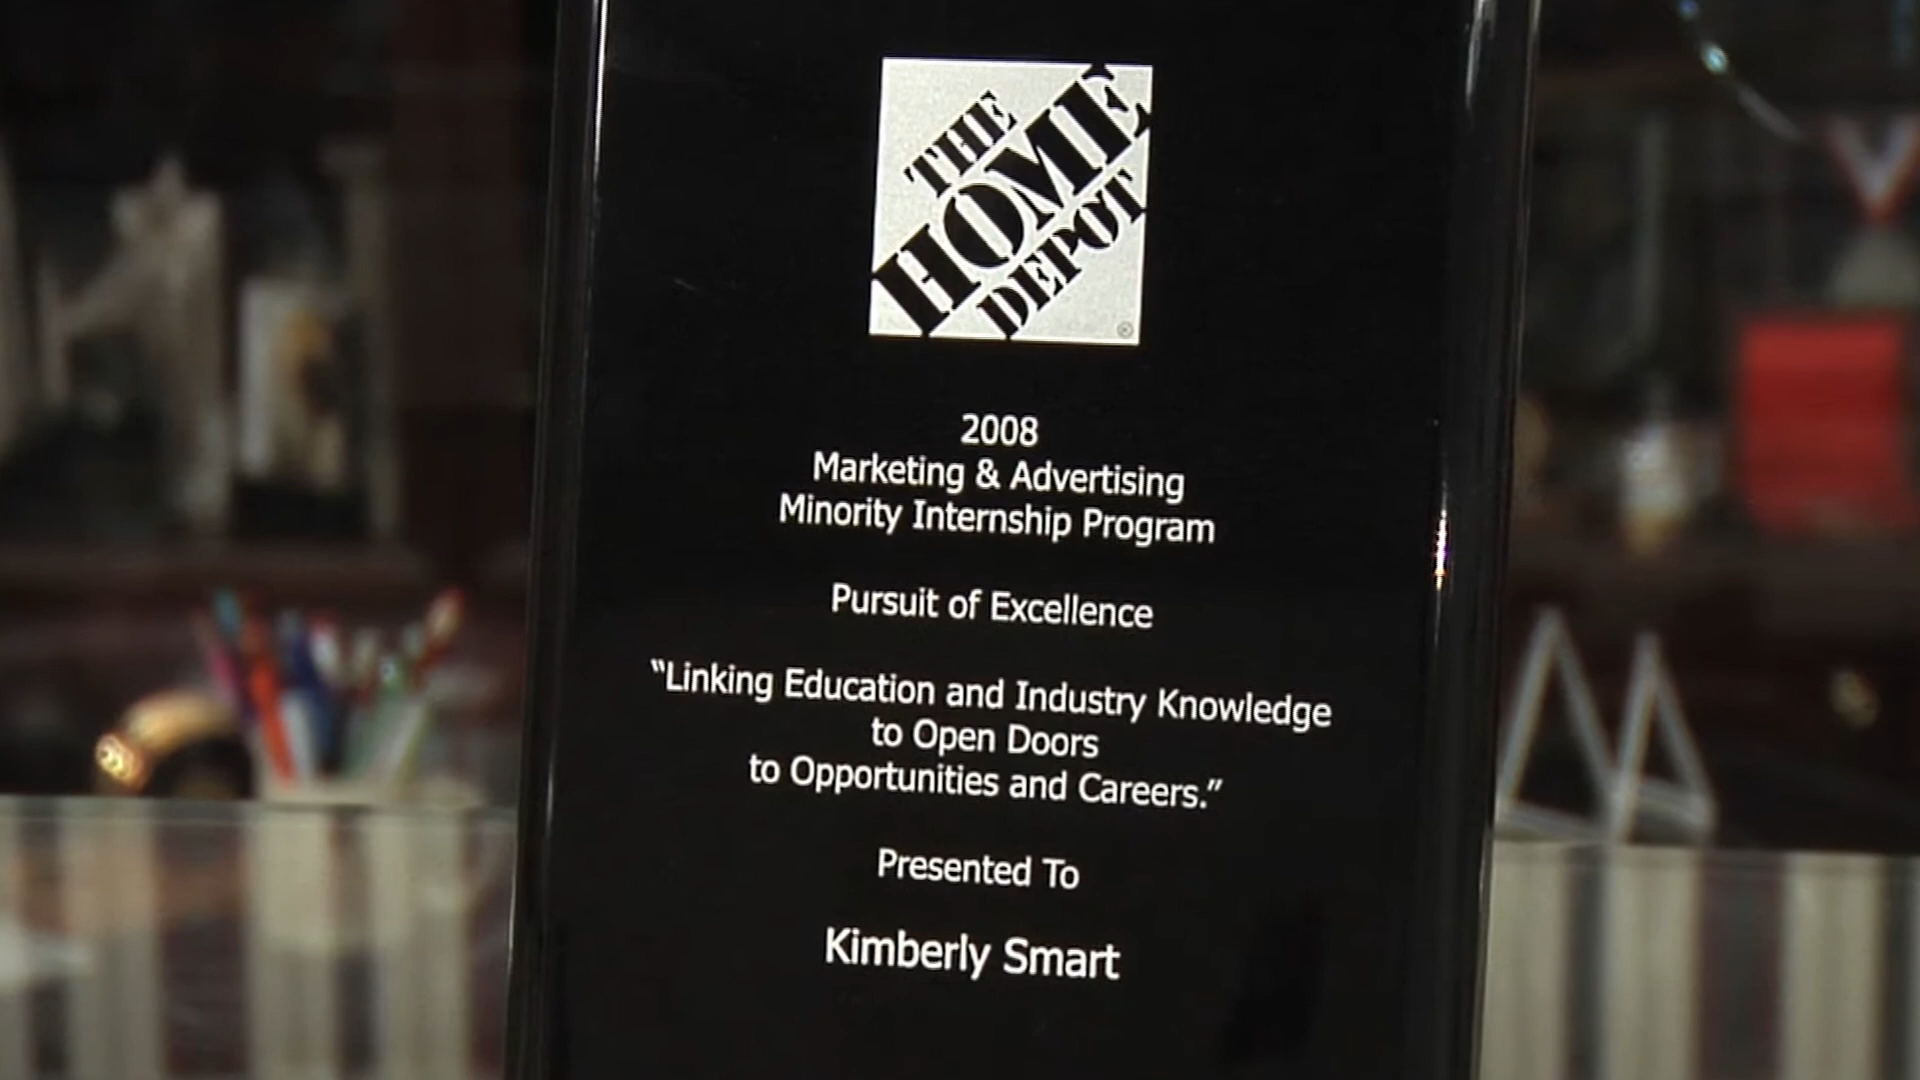 THE
HOME
DEPOT
®
2008
Marketing & Advertising
Minority Internship Program
Pursuit of Excellence
“Linking Education and Industry Knowledge
to Open Doors
to Opportunities and Careers.”
Presented To
Kimberly Smart